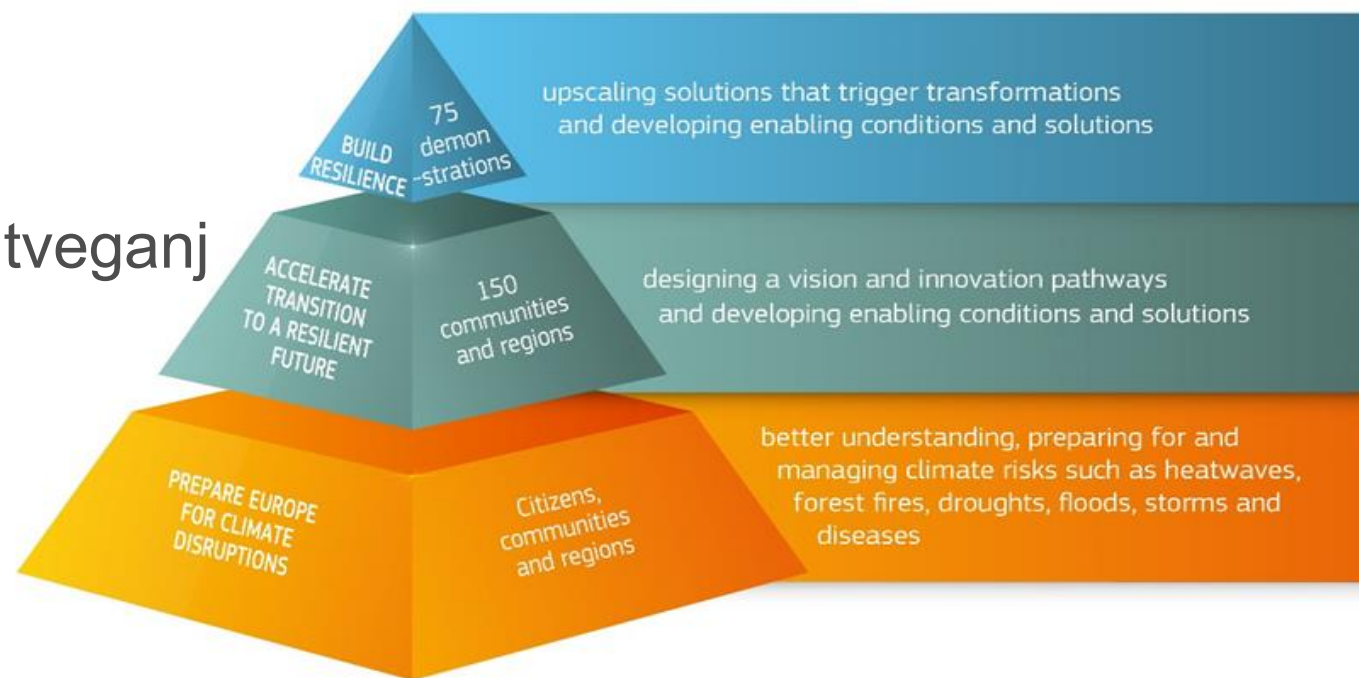 BUILD
RESILIENCE
75
demon
-strations
upscaling solutions that trigger transformations
and developing enabling conditions and solutions
tveganj
ACCELERATE
TRANSITION
TO A RESILIENT
FUTURE
150
communities
and regions
designing a vision and innovation pathways
and developing enabling conditions and solutions
PREPARE EUROPE
FOR CLIMATE
DISRUPTIONS
Citizens,
communities
and regions
better understanding, preparing for and
managing climate risks such as heatwaves,
forest fires, droughts, floods, storms and
diseases